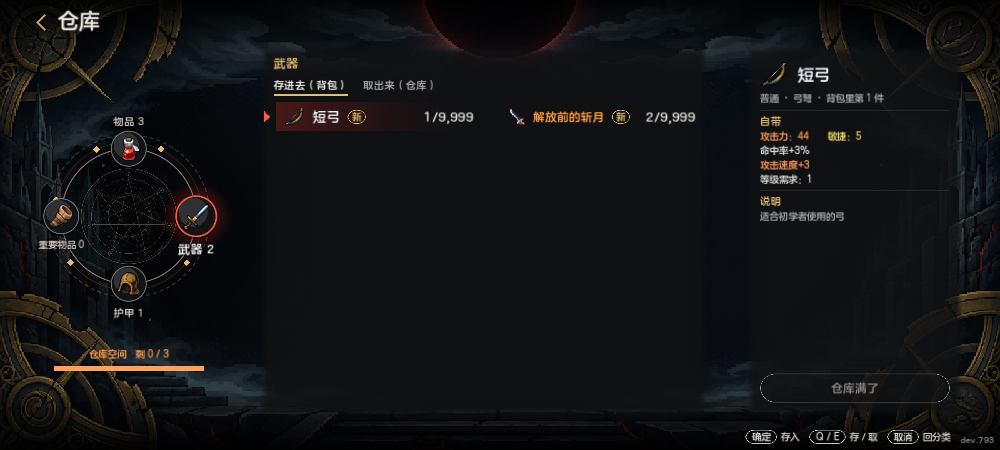 仓库
物品 3
重要物品 0
武器 2
护甲 1
仓库空间 剩 0 / 3
武器
存进去（背包） 取出来（仓库）
短弓 新 1/9,999
解放前的斩月 新 2/9,999
短弓
普通 · 弓弩 · 背包里第 1 件
自带
攻击力：44 敏捷：5
命中率+3%
攻击速度+3
等级需求：1
说明
适合初学者使用的弓
仓库满了
确定 存入 Q / E 存 / 取 取消 回分类
dev.793